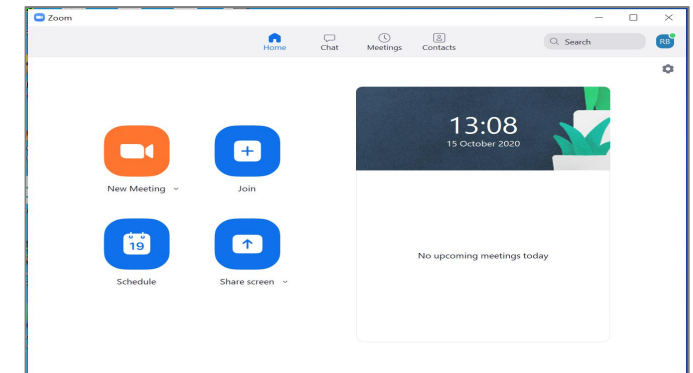 Zoom
Home Chat Meetings Contacts Search RB
13:08
15 October 2020
New Meeting Join
19
Schedule Share screen
No upcoming meetings today